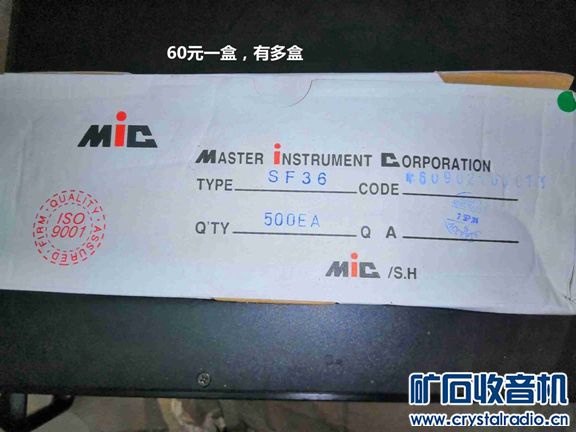 60元一盒，有多盒
MiC
MASTER INSTRUMENT CORPORATION
TYPE SF36 CODE
Q'TY 500EA Q A
MiC /S.H
FIRM QUALITY ASSURED
ISO
9001
矿石收音机
www.crystalradio.cn